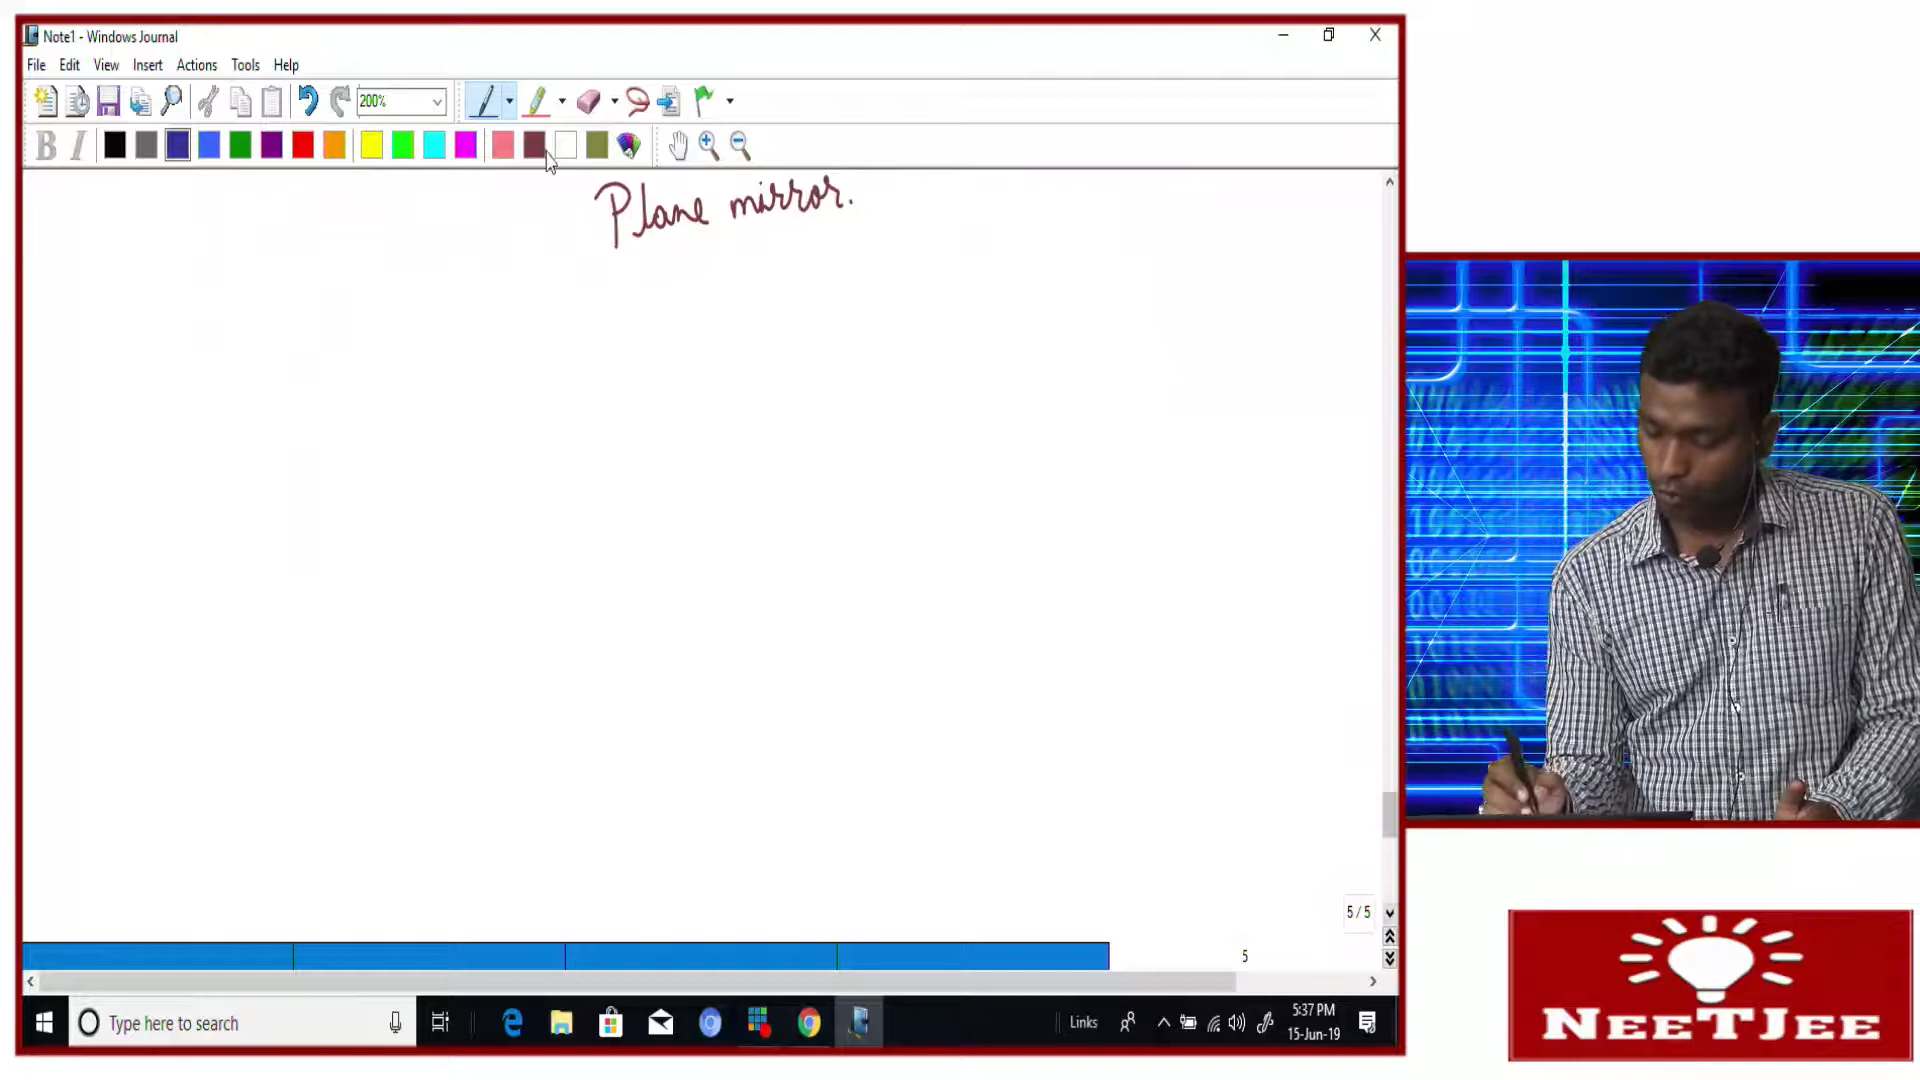 Note1 - Windows Journal
File Edit View Insert Actions Tools Help
200%
B I
Plane mirror.
5 / 5
5
Type here to search
Links
5:37 PM
15-Jun-19
NEETJEE